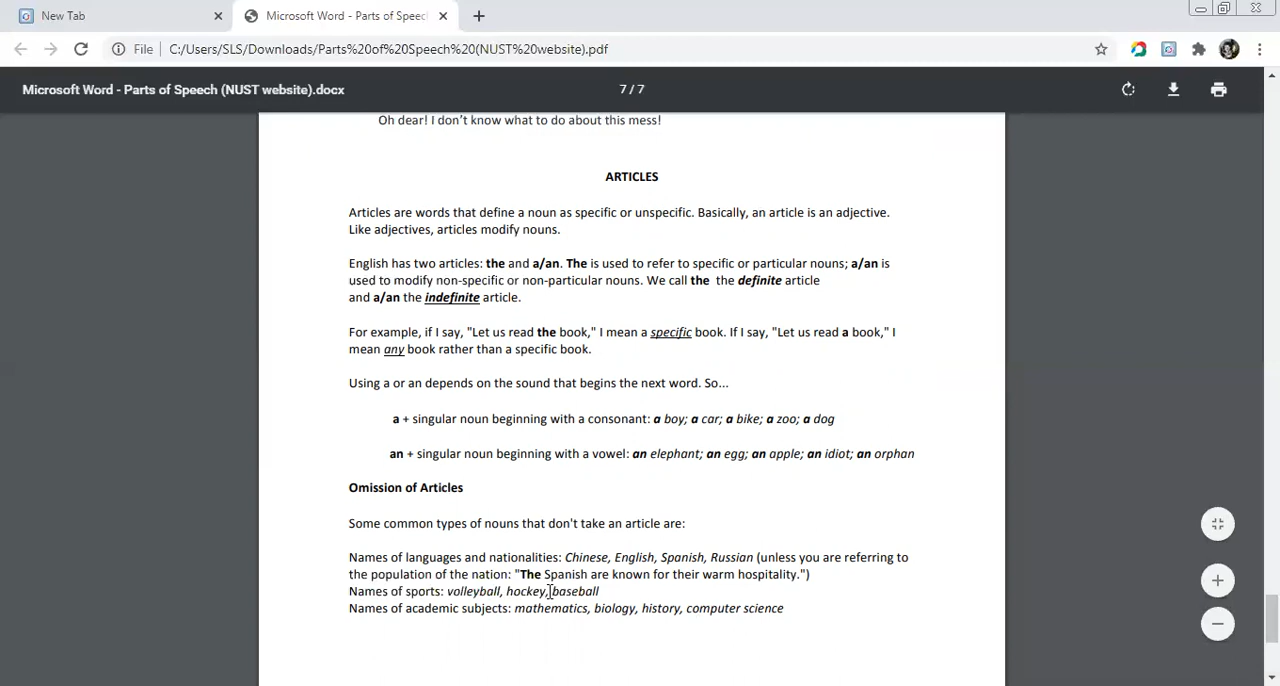 New Tab
Microsoft Word - Parts of Speec
File
C:/Users/SLS/Downloads/Parts%20of%20Speech%20(NUST%20website).pdf
Microsoft Word - Parts of Speech (NUST website).docx
7 / 7
Oh dear! I don't know what to do about this mess!
ARTICLES
Articles are words that define a noun as specific or unspecific. Basically, an article is an adjective.
Like adjectives, articles modify nouns.
English has two articles: the and a/an. The is used to refer to specific or particular nouns; a/an is
used to modify non-specific or non-particular nouns. We call the the definite article
and a/an the indefinite article.
For example, if I say, "Let us read the book," I mean a specific book. If I say, "Let us read a book," I
mean any book rather than a specific book.
Using a or an depends on the sound that begins the next word. So...
a + singular noun beginning with a consonant: a boy; a car; a bike; a zoo; a dog
an + singular noun beginning with a vowel: an elephant; an egg; an apple; an idiot; an orphan
Omission of Articles
Some common types of nouns that don't take an article are:
Names of languages and nationalities: Chinese, English, Spanish, Russian (unless you are referring to
the population of the nation: "The Spanish are known for their warm hospitality.")
Names of sports: volleyball, hockey, baseball
Names of academic subjects: mathematics, biology, history, computer science